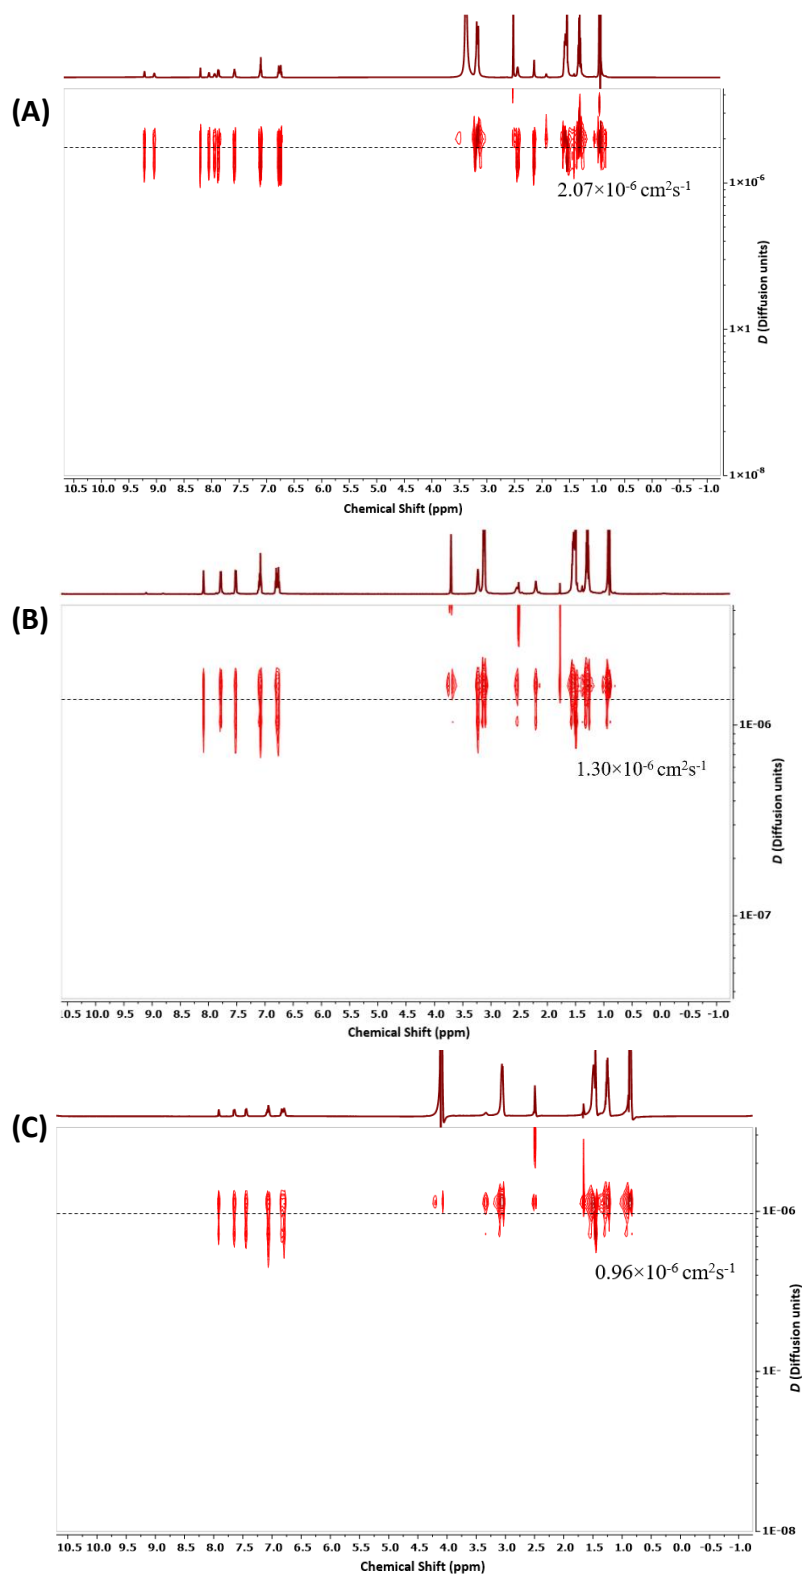 (A)
2.07×10⁻⁶ cm²s⁻¹
1×10⁻⁶
1×1
1×10⁻⁸
D (Diffusion units)
10.5 10.0 9.5 9.0 8.5 8.0 7.5 7.0 6.5 6.0 5.5 5.0 4.5 4.0 3.5 3.0 2.5 2.0 1.5 1.0 0.5 0.0 -0.5 -1.0
Chemical Shift (ppm)
(B)
1.30×10⁻⁶ cm²s⁻¹
1E-06
1E-07
D (Diffusion units)
.0.5 10.0 9.5 9.0 8.5 8.0 7.5 7.0 6.5 6.0 5.5 5.0 4.5 4.0 3.5 3.0 2.5 2.0 1.5 1.0 0.5 0.0 -0.5 -1.0
Chemical Shift (ppm)
(C)
0.96×10⁻⁶ cm²s⁻¹
1E-06
1E-
1E-08
D (Diffusion units)
10.5 10.0 9.5 9.0 8.5 8.0 7.5 7.0 6.5 6.0 5.5 5.0 4.5 4.0 3.5 3.0 2.5 2.0 1.5 1.0 0.5 0.0 -0.5 -1.0
Chemical Shift (ppm)